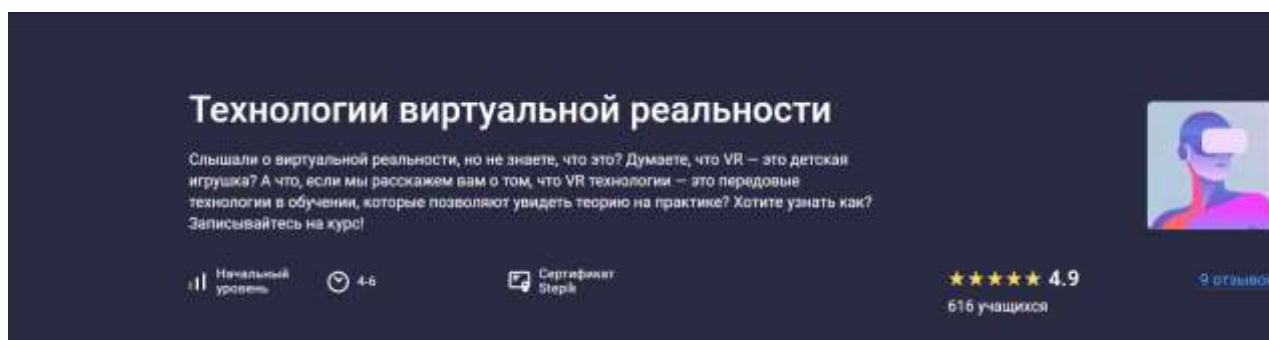 Технологии виртуальной реальности
Слышали о виртуальной реальности, но не знаете, что это? Думаете, что VR — это детская
игрушка? А что, если мы расскажем вам о том, что VR технологии — это передовые
технологии в обучении, которые позволяют увидеть теорию на практике? Хотите узнать как?
Записывайтесь на курс!
Начальный
уровень
4-6
Сертификат
Stepik
4.9
9 отзывов
616 учащихся